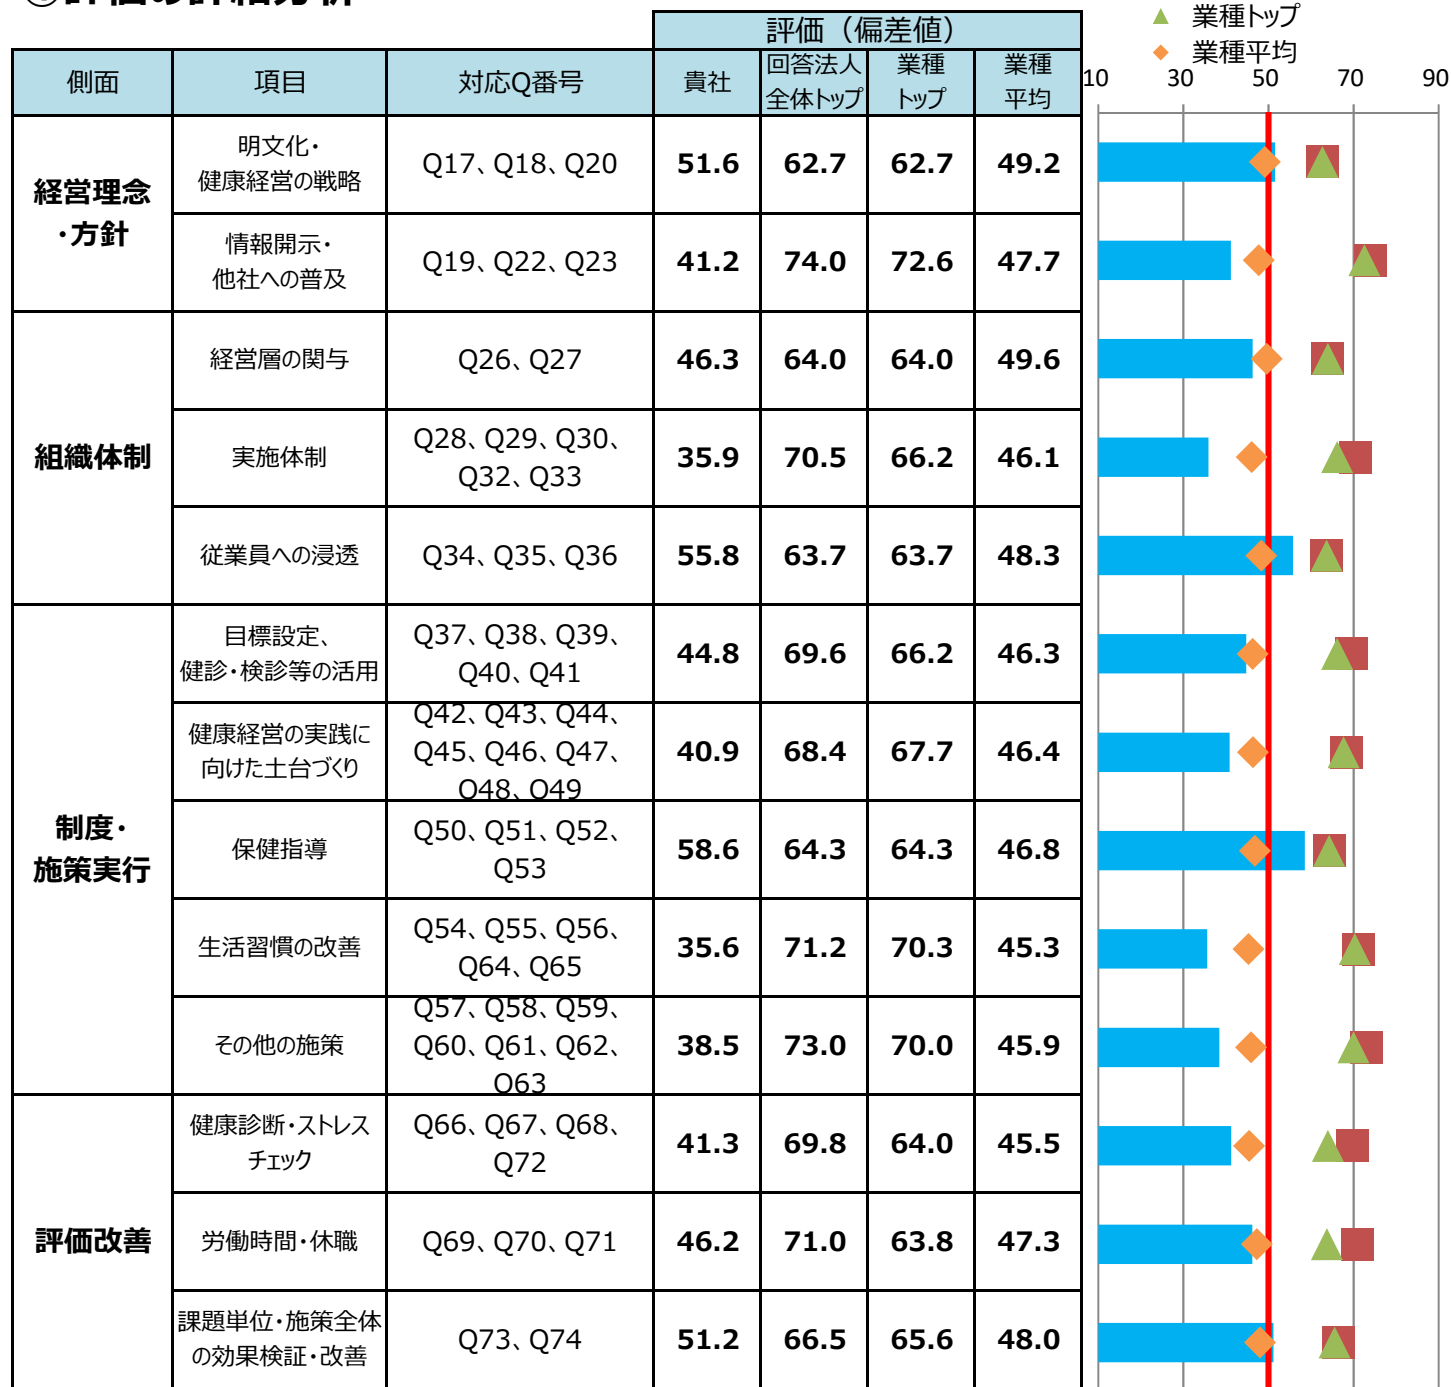 評価（偏差値）
業種トップ
業種平均
側面 項目 対応Q番号 貴社 回答法人 業種 業種
全体トップ トップ 平均
10 30 50 70 90
経営理念
・方針
明文化・
健康経営の戦略
Q17、Q18、Q20 51.6 62.7 62.7 49.2
情報開示・
他社への普及
Q19、Q22、Q23 41.2 74.0 72.6 47.7
組織体制
経営層の関与 Q26、Q27 46.3 64.0 64.0 49.6
実施体制
Q28、Q29、Q30、
Q32、Q33
35.9 70.5 66.2 46.1
従業員への浸透 Q34、Q35、Q36 55.8 63.7 63.7 48.3
制度・
施策実行
目標設定、
健診・検診等の活用
Q37、Q38、Q39、
Q40、Q41
44.8 69.6 66.2 46.3
健康経営の実践に
向けた土台づくり
Q42、Q43、Q44、
Q45、Q46、Q47、
Q48、Q49
40.9 68.4 67.7 46.4
保健指導
Q50、Q51、Q52、
Q53
58.6 64.3 64.3 46.8
生活習慣の改善
Q54、Q55、Q56、
Q64、Q65
35.6 71.2 70.3 45.3
その他の施策
Q57、Q58、Q59、
Q60、Q61、Q62、
Q63
38.5 73.0 70.0 45.9
評価改善
健康診断・ストレス
チェック
Q66、Q67、Q68、
Q72
41.3 69.8 64.0 45.5
労働時間・休職 Q69、Q70、Q71 46.2 71.0 63.8 47.3
課題単位・施策全体
の効果検証・改善
Q73、Q74 51.2 66.5 65.6 48.0